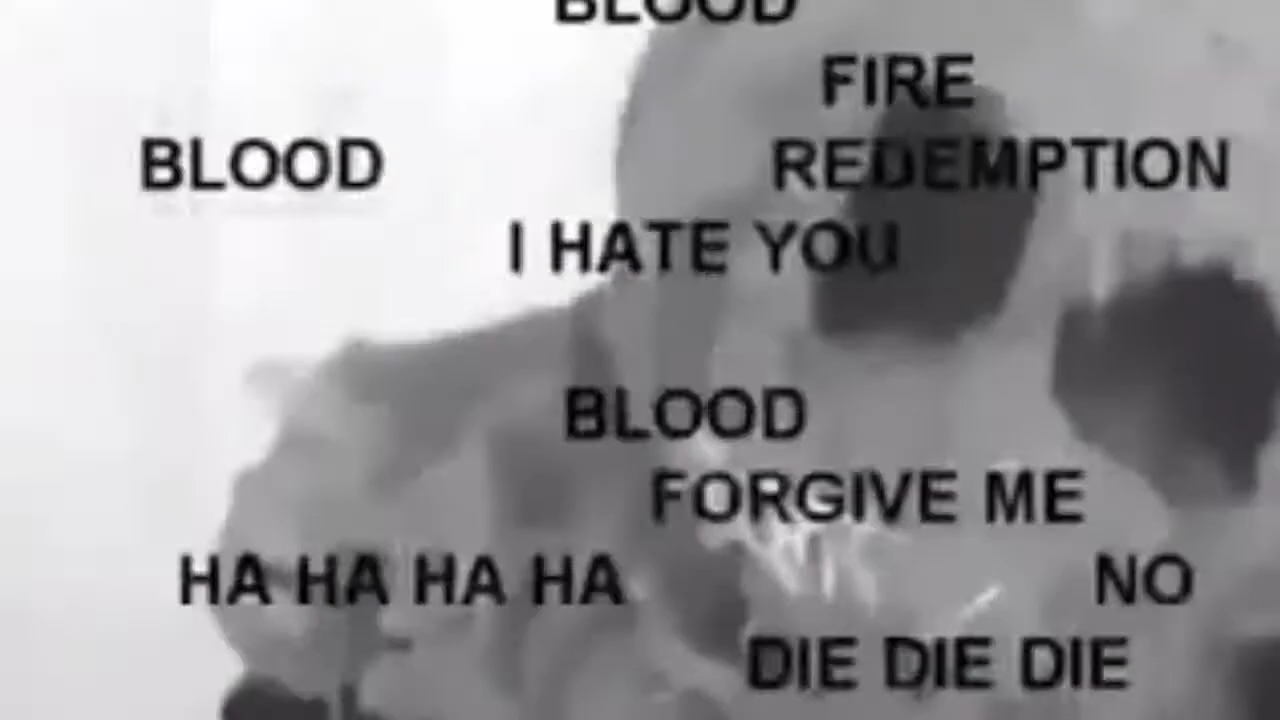 BLOOD
FIRE
BLOOD REDEMPTION
I HATE YOU
BLOOD
FORGIVE ME
HA HA HA HA NO
DIE DIE DIE